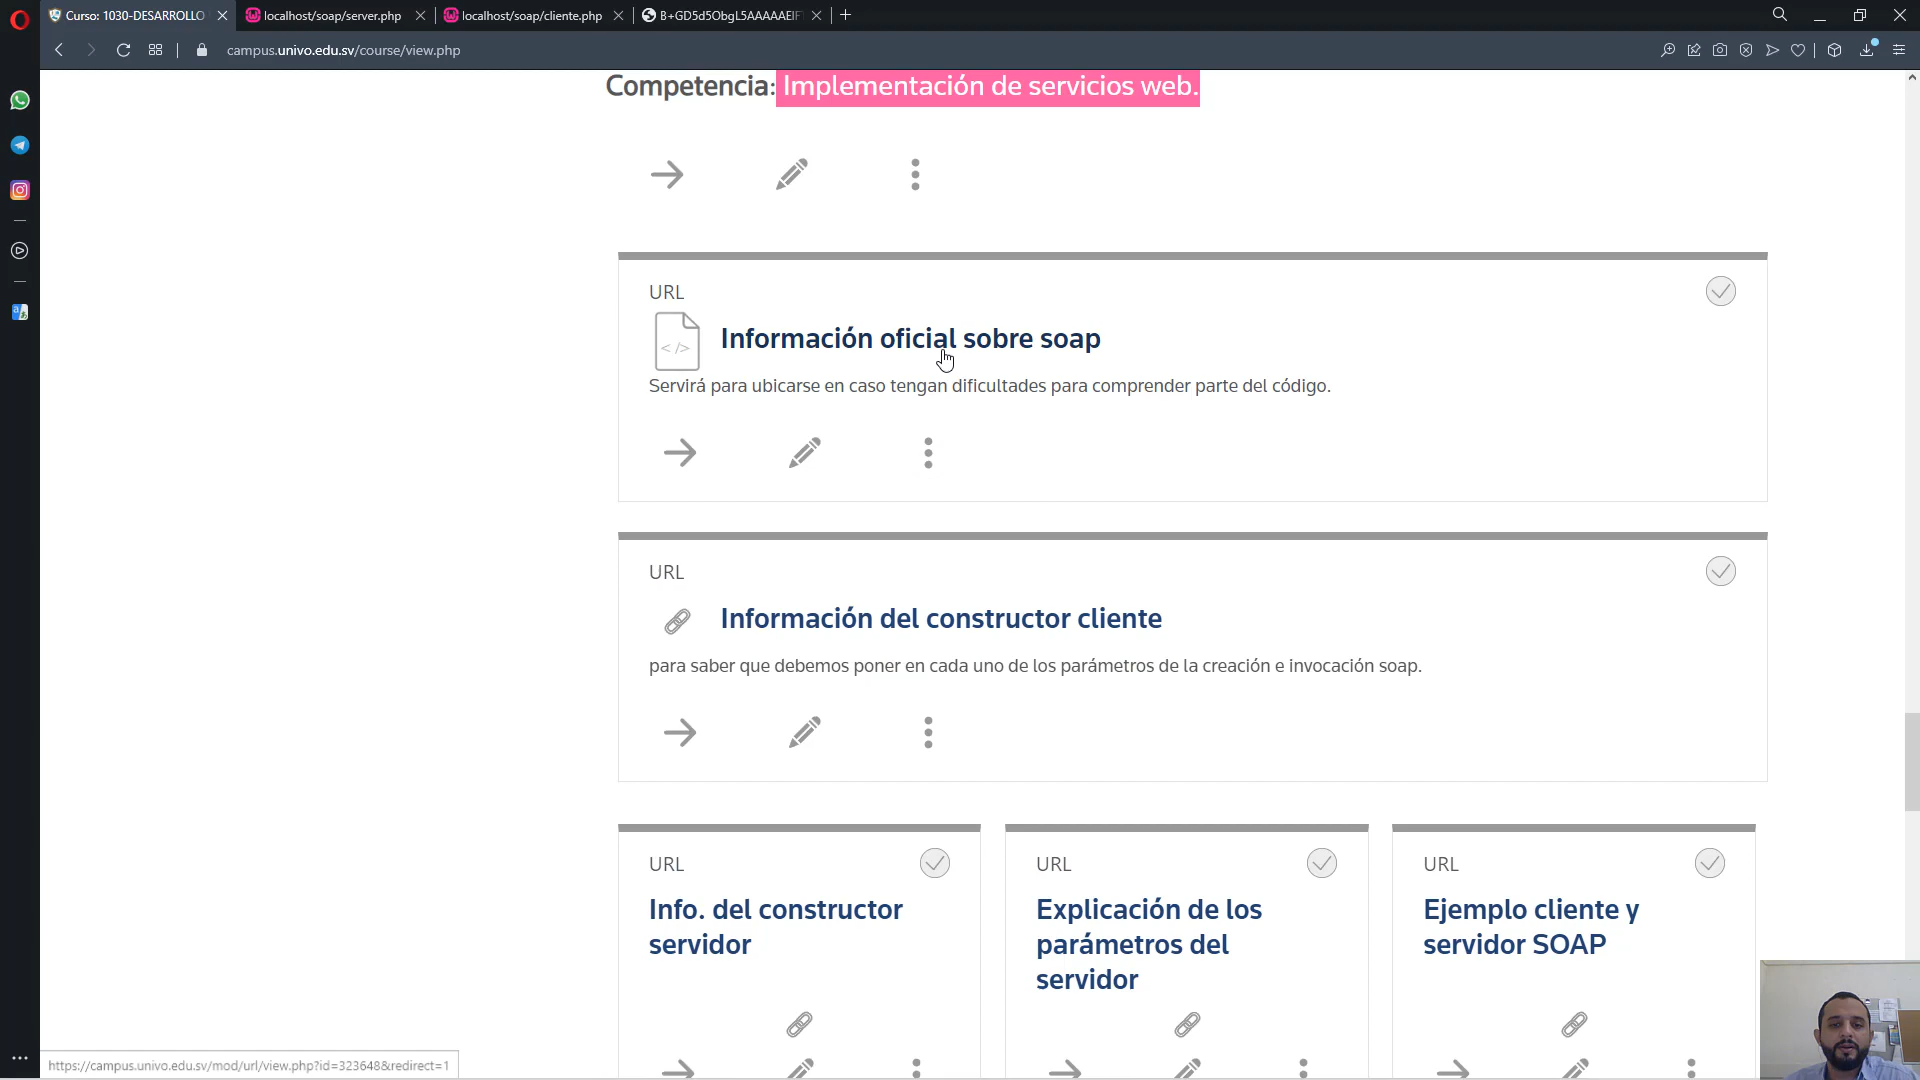 Curso: 1030-DESARROLLO
localhost/soap/server.php
localhost/soap/cliente.php
B+GD5d5ObgL5AAAAAElF
campus.univo.edu.sv/course/view.php
Competencia: Implementación de servicios web.
URL
</>
Información oficial sobre soap
Servirá para ubicarse en caso tengan dificultades para comprender parte del código.
URL
Información del constructor cliente
para saber que debemos poner en cada uno de los parámetros de la creación e invocación soap.
URL
Info. del constructor
servidor
URL
Explicación de los
parámetros del
servidor
URL
Ejemplo cliente y
servidor SOAP
https://campus.univo.edu.sv/mod/url/view.php?id=323648&redirect=1